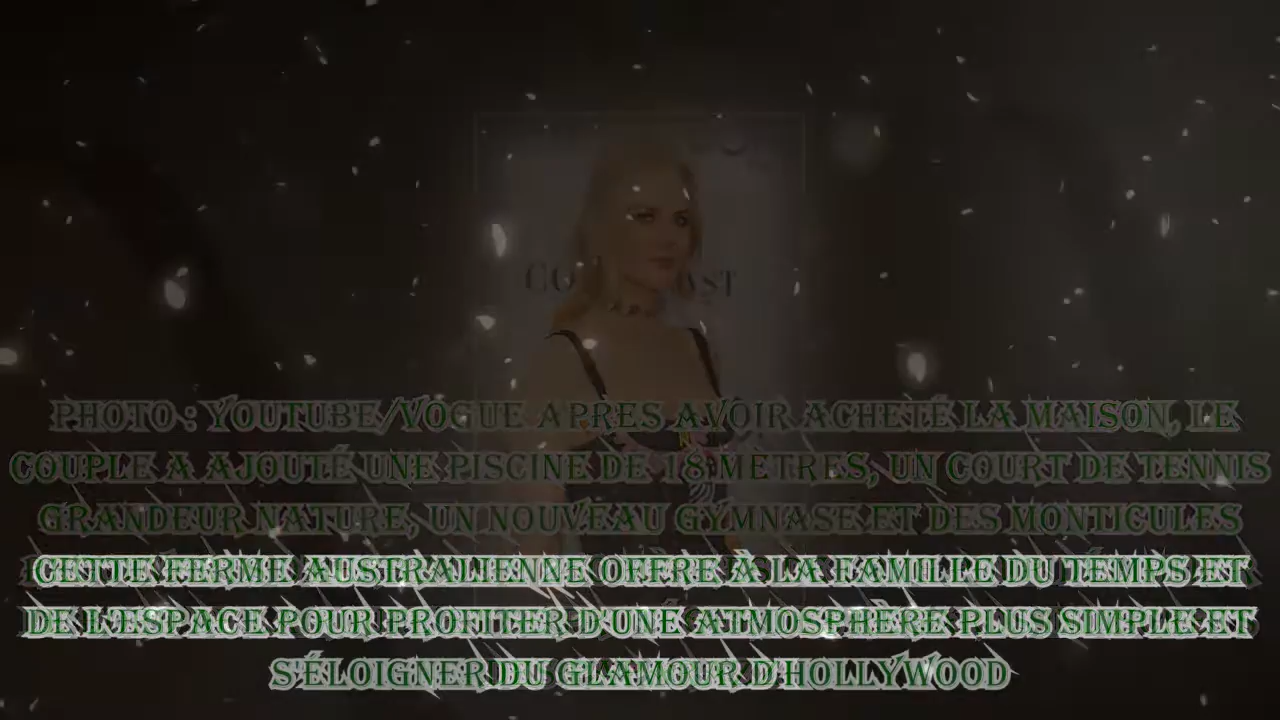 PHOTO : YOUTUBE/VOGUE APRES AVOIR ACHETÉ LA MAISON, LE
COUPLE A AJOUTÉ UNE PISCINE DE 18 METRES, UN COURT DE TENNIS
GRANDEUR NATURE, UN NOUVEAU GYMNASE ET DES MONTICULES
CETTE FERME AUSTRALIENNE OFFRE À LA FAMILLE DU TEMPS ET
DE L'ESPACE POUR PROFITER D'UNE ATMOSPHÈRE PLUS SIMPLE ET
S'ÉLOIGNER DU GLAMOUR D'HOLLYWOOD